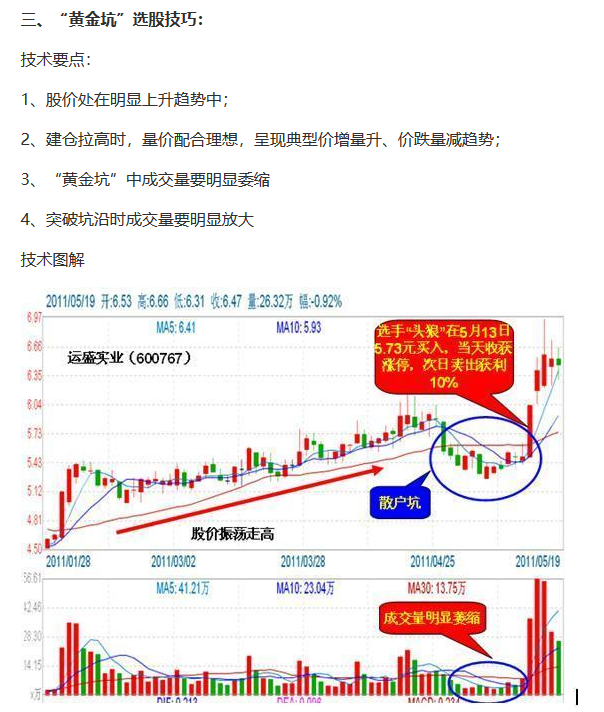 三、“黄金坑”选股技巧：
技术要点：
1、股价处在明显上升趋势中；
2、建仓拉高时，量价配合理想，呈现典型价增量升、价跌量减趋势；
3、“黄金坑”中成交量要明显萎缩
4、突破坑沿时成交量要明显放大
技术图解
2011/05/19 开:6.53 高:6.66 低:6.31 收:6.47 量:26.32万 幅:-0.92%
6.97
MA5: 6.41 MA10: 5.93
选手“头狼”在5月13日
5.73元买入，当天收获
涨停，次日卖出获利
10%
6.66
运盛实业（600767）
6.35
6.04
5.73
5.43
5.12
散户坑
4.81
股价振荡走高
4.50
2011/01/28 2011/03/02 2011/03/28 2011/04/25 2011/05/19
56.61
MA5: 41.21万 MA10: 23.04万 MA30: 13.75万
42.46
成交量明显萎缩
28.30
14.15
x万
DIF: 0.213 DEA: 0.096 MACD: 0.234